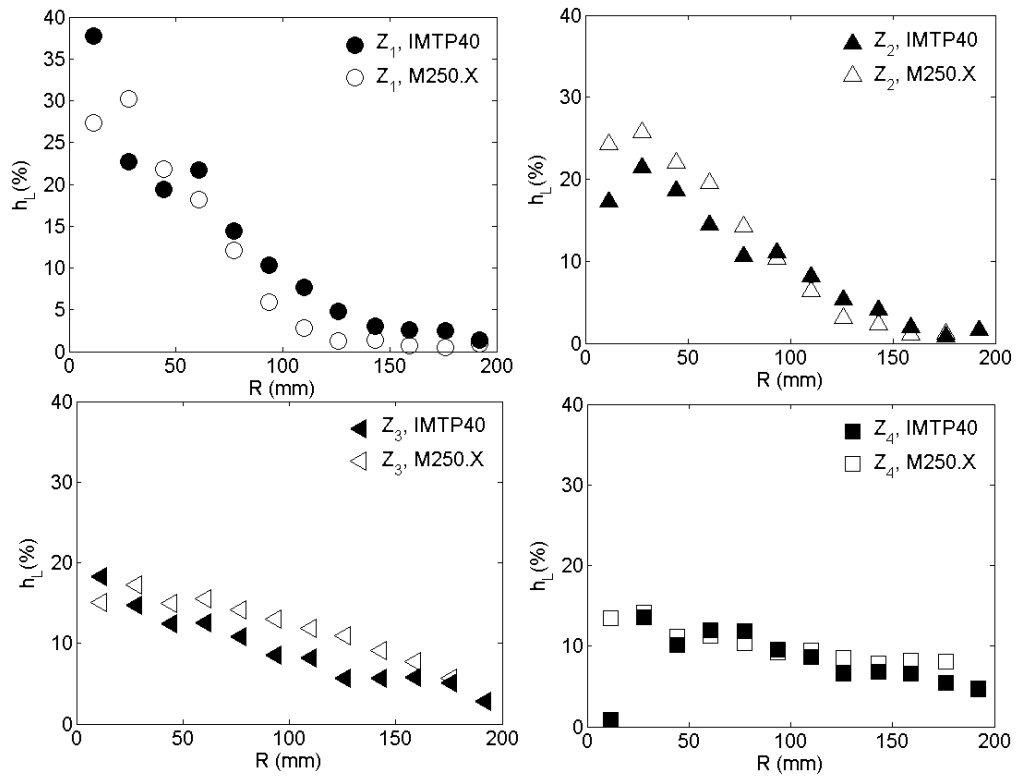 40
35
30
25
20
15
10
5
0
h_L(%)
Z_1, IMTP40
Z_1, M250.X
0 50 100 150 200
R (mm)
40
30
20
10
0
h_L(%)
Z_2, IMTP40
Z_2, M250.X
0 50 100 150 200
R (mm)
40
30
20
10
0
h_L(%)
Z_3, IMTP40
Z_3, M250.X
0 50 100 150 200
R (mm)
40
30
20
10
0
h_L(%)
Z_4, IMTP40
Z_4, M250.X
0 50 100 150 200
R (mm)